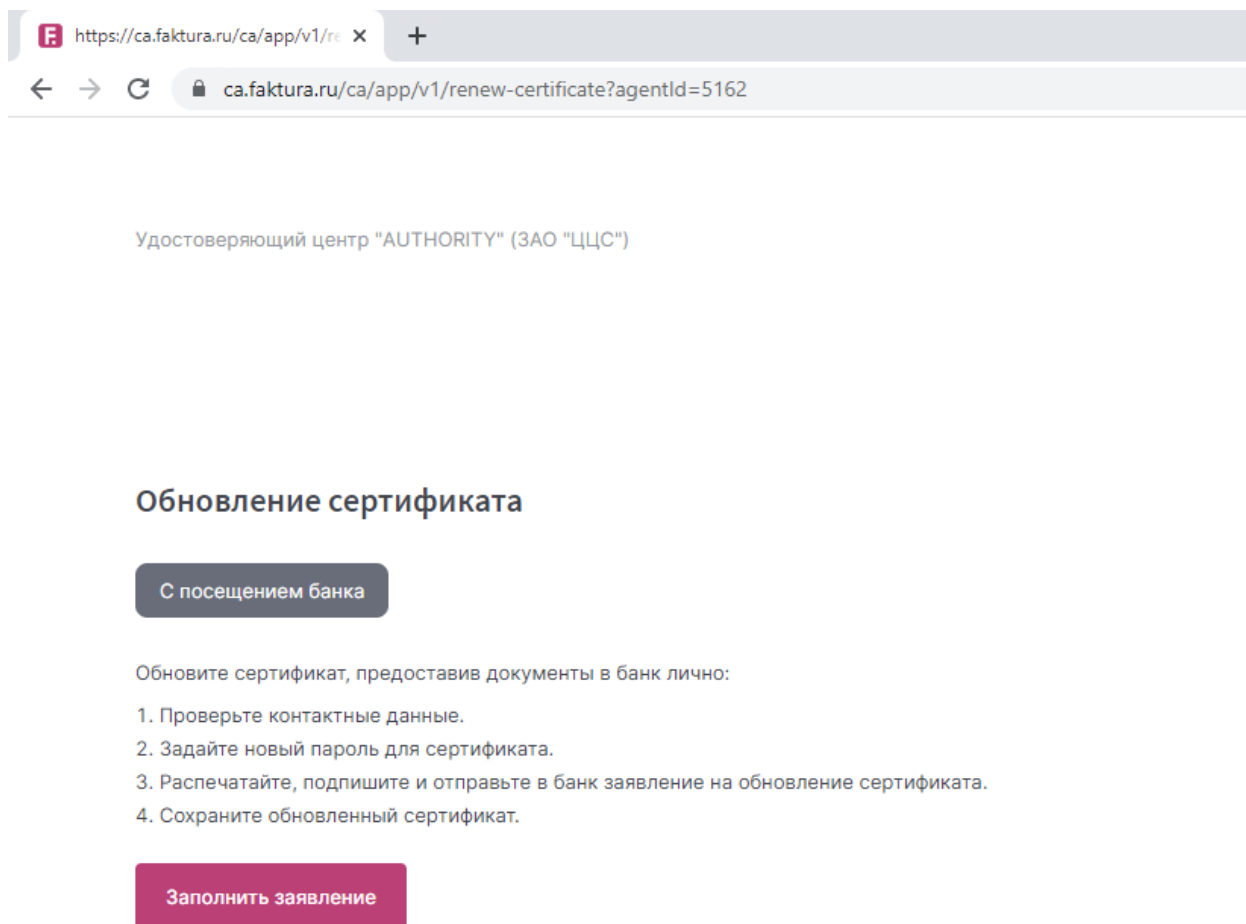 https://ca.faktura.ru/ca/app/v1/re
ca.faktura.ru/ca/app/v1/renew-certificate?agentId=5162
Удостоверяющий центр "AUTHORITY" (ЗАО "ЦЦС")
Обновление сертификата
С посещением банка
Обновите сертификат, предоставив документы в банк лично:
1. Проверьте контактные данные.
2. Задайте новый пароль для сертификата.
3. Распечатайте, подпишите и отправьте в банк заявление на обновление сертификата.
4. Сохраните обновленный сертификат.
Заполнить заявление